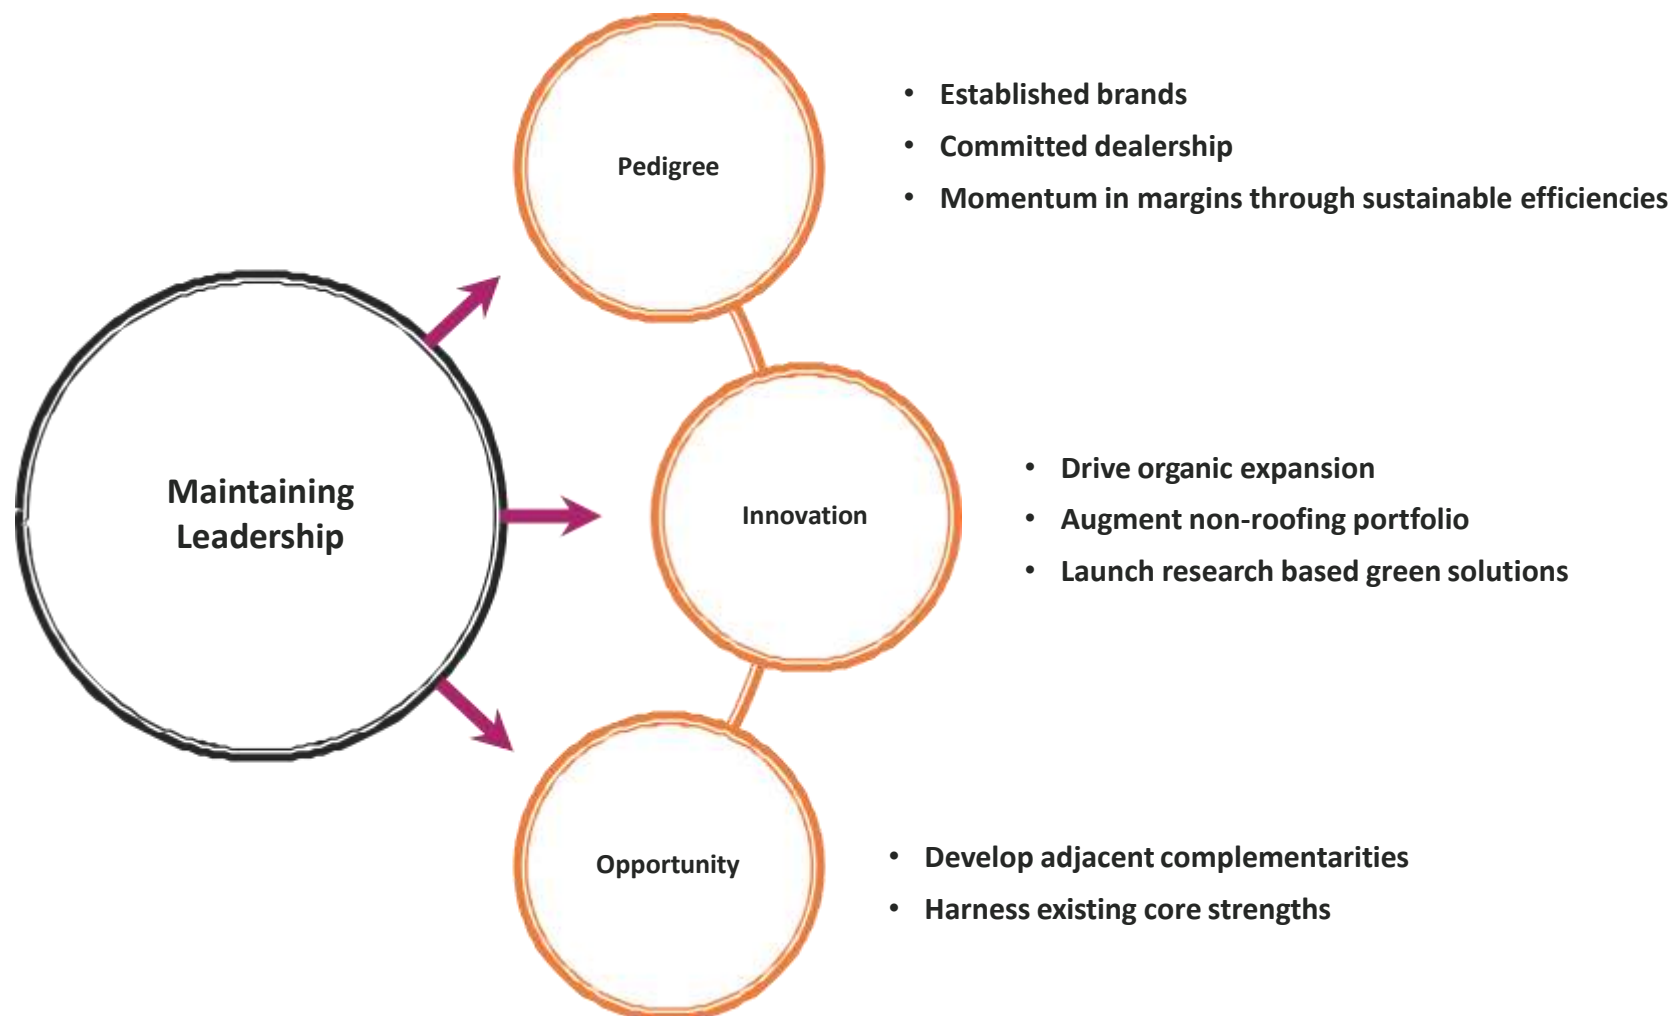 Maintaining
Leadership
Pedigree
• Established brands
• Committed dealership
• Momentum in margins through sustainable efficiencies
Innovation
• Drive organic expansion
• Augment non-roofing portfolio
• Launch research based green solutions
Opportunity
• Develop adjacent complementarities
• Harness existing core strengths